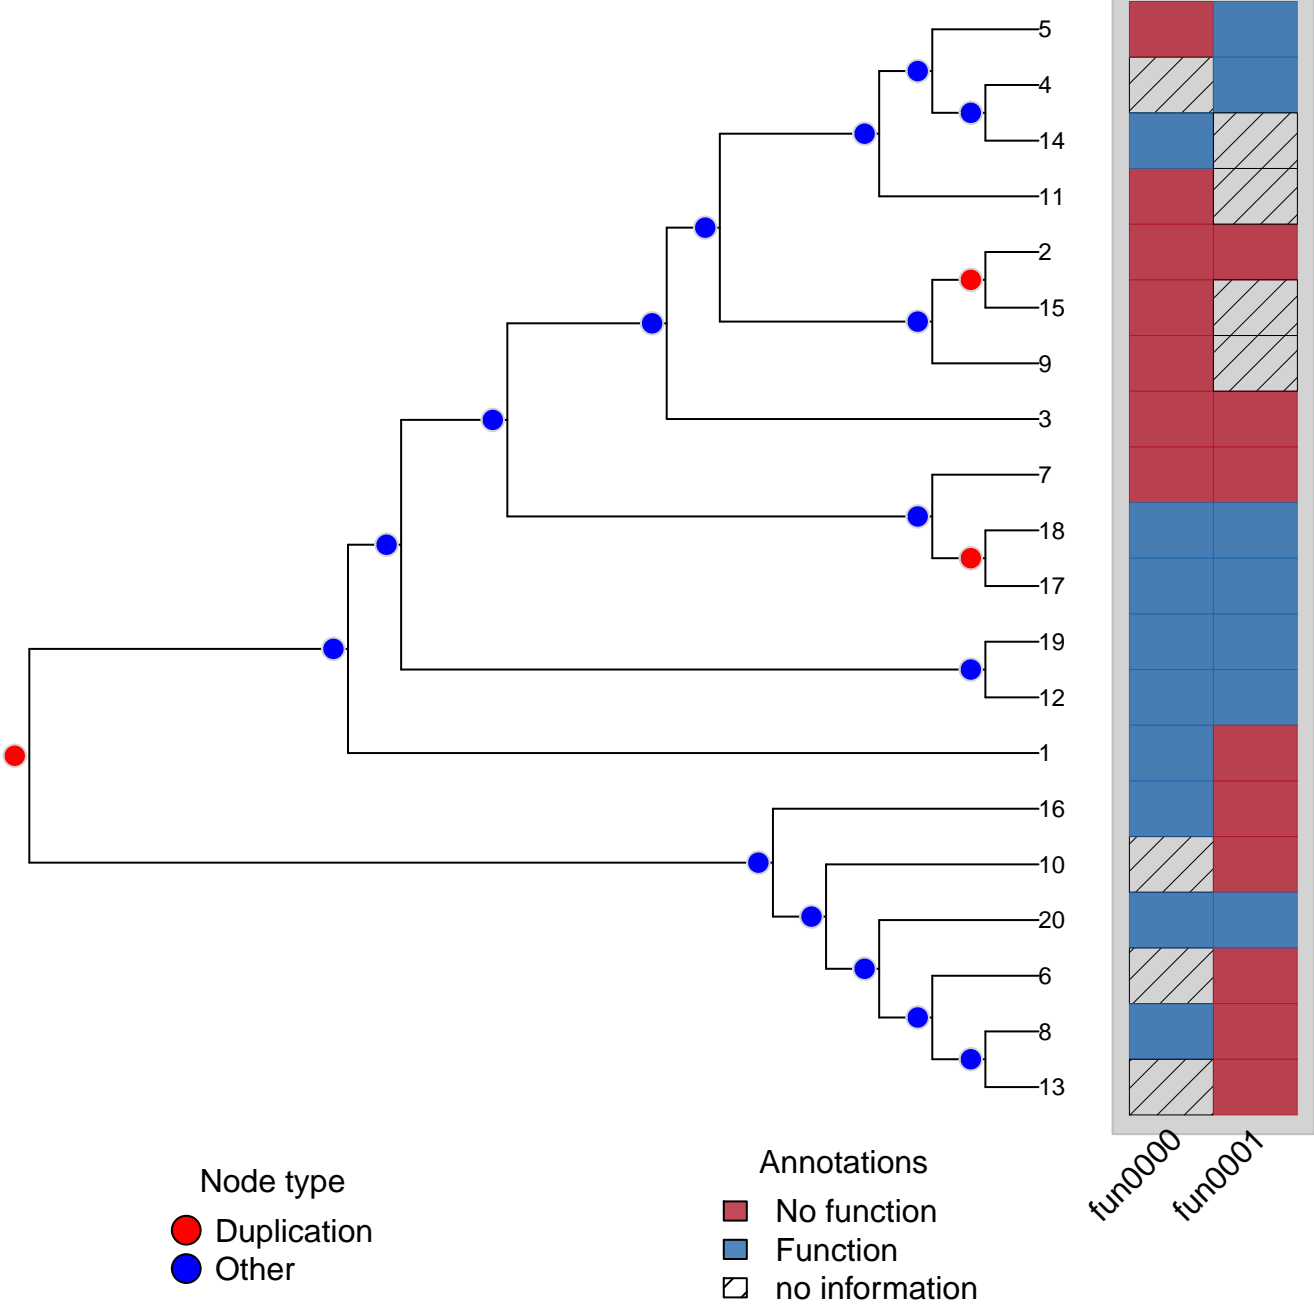 5
4
14
11
2
15
9
3
7
18
17
19
12
1
16
10
20
6
8
13
fun0000
fun0001
Node type
Duplication
Other
Annotations
No function
Function
no information